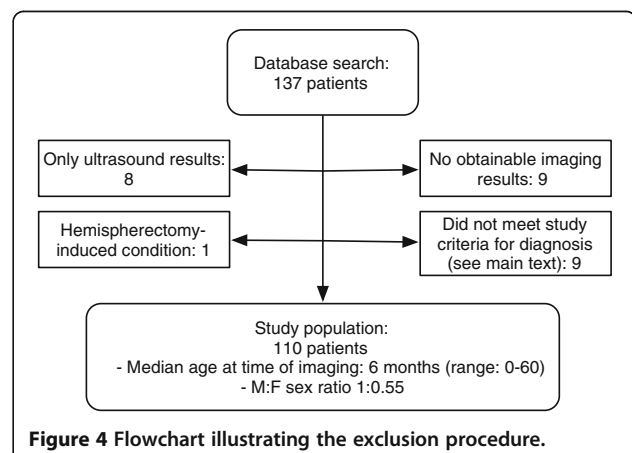 Database search:
137 patients
Only ultrasound results:
8
No obtainable imaging
results: 9
Hemispherectomy-
induced condition: 1
Did not meet study
criteria for diagnosis
(see main text): 9
Study population:
110 patients
- Median age at time of imaging: 6 months (range: 0-60)
- M:F sex ratio 1:0.55
Figure 4 Flowchart illustrating the exclusion procedure.